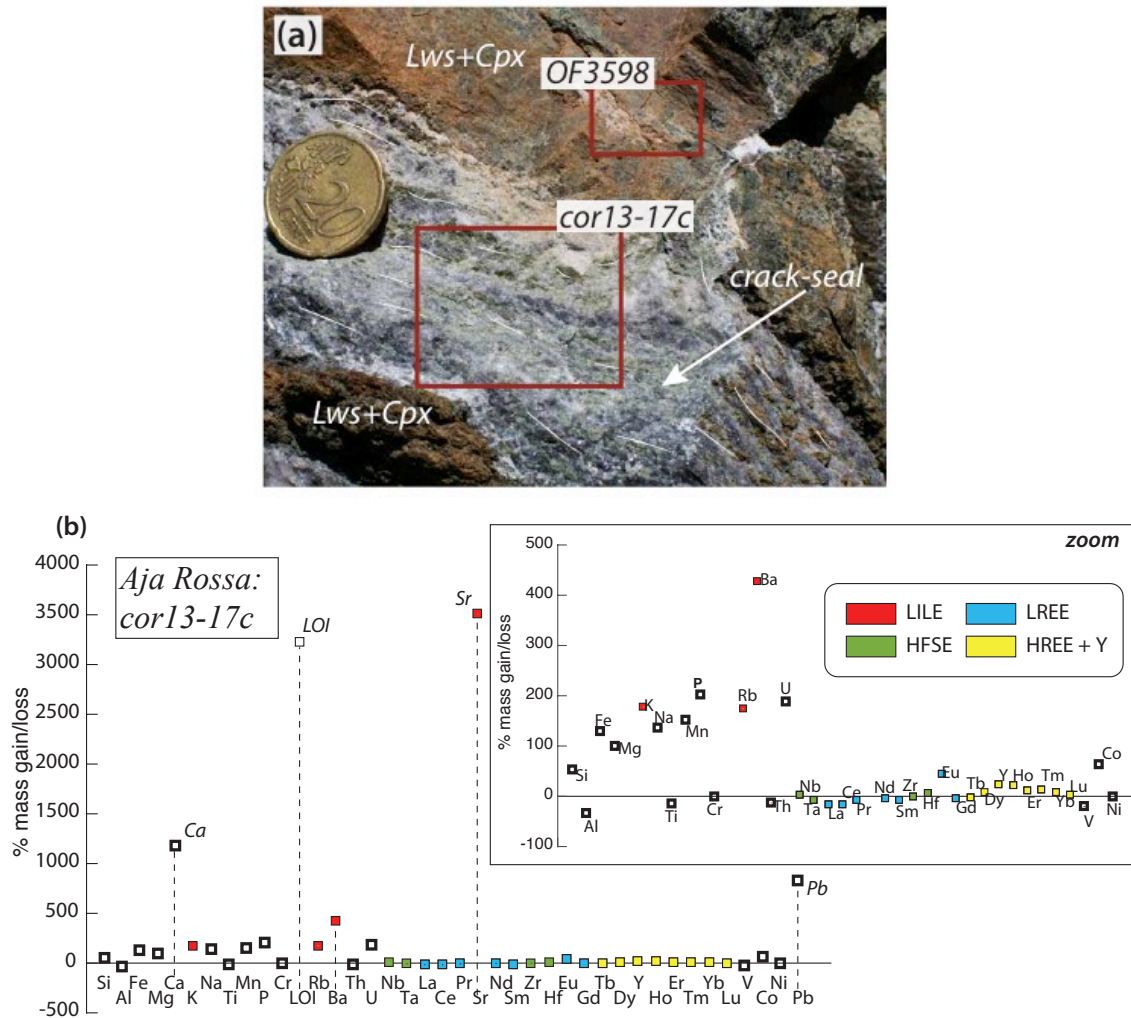 (a)
Lws+Cpx
OF3598
cor13-17c
crack-seal
Lws+Cpx
20
(b)
Aja Rossa:
cor13-17c
% mass gain/loss
4000
3500
3000
2500
2000
1500
1000
500
0
-500
Sr
LOI
Ca
Pb
Si Fe Ca Na Mn Cr Rb Th Nb La Pr Nd Zr Eu Tb Y Er Yb V Ni
Al Mg K Ti P LOI Ba U Ta Ce Sr Sm Hf Gd Dy Ho Tm Lu Co Pb
zoom
% mass gain/loss
500
400
300
200
100
0
-100
LILE LREE
HFSE HREE + Y
Ba
P
K
Rb
U
Na
Fe
Mn
Mg
Co
Si
Eu
Y Ho
Nb Ce Nd Zr Tb Tm Lu
Al
Ti
Cr
Th
Ta
La
Pr
Sm
Hf
Gd
Dy
Er
Yb
V
Ni